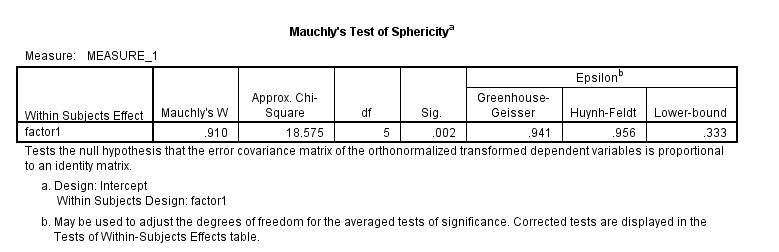 Mauchly's Test of Sphericityᵃ
Measure: MEASURE_1
Within Subjects Effect Mauchly's W Approx. Chi-Square df Sig. Epsilonᵇ
Greenhouse-Geisser Huynh-Feldt Lower-bound
factor1 .910 18.575 5 .002 .941 .956 .333
Tests the null hypothesis that the error covariance matrix of the orthonormalized transformed dependent variables is proportional
to an identity matrix.
a. Design: Intercept
Within Subjects Design: factor1
b. May be used to adjust the degrees of freedom for the averaged tests of significance. Corrected tests are displayed in the
Tests of Within-Subjects Effects table.